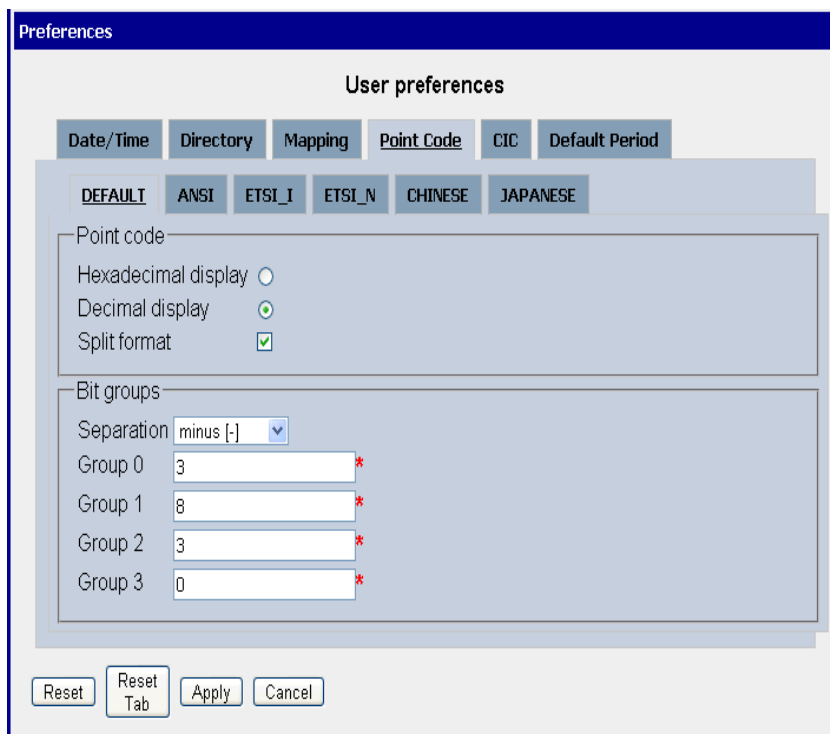 Preferences
User preferences
Date/Time Directory Mapping Point Code CIC Default Period
DEFAULT ANSI ETSI_I ETSI_N CHINESE JAPANESE
Point code
Hexadecimal display
Decimal display
Split format
Bit groups
Separation minus [-]
Group 0 3 *
Group 1 8 *
Group 2 3 *
Group 3 0 *
Reset Reset Tab Apply Cancel